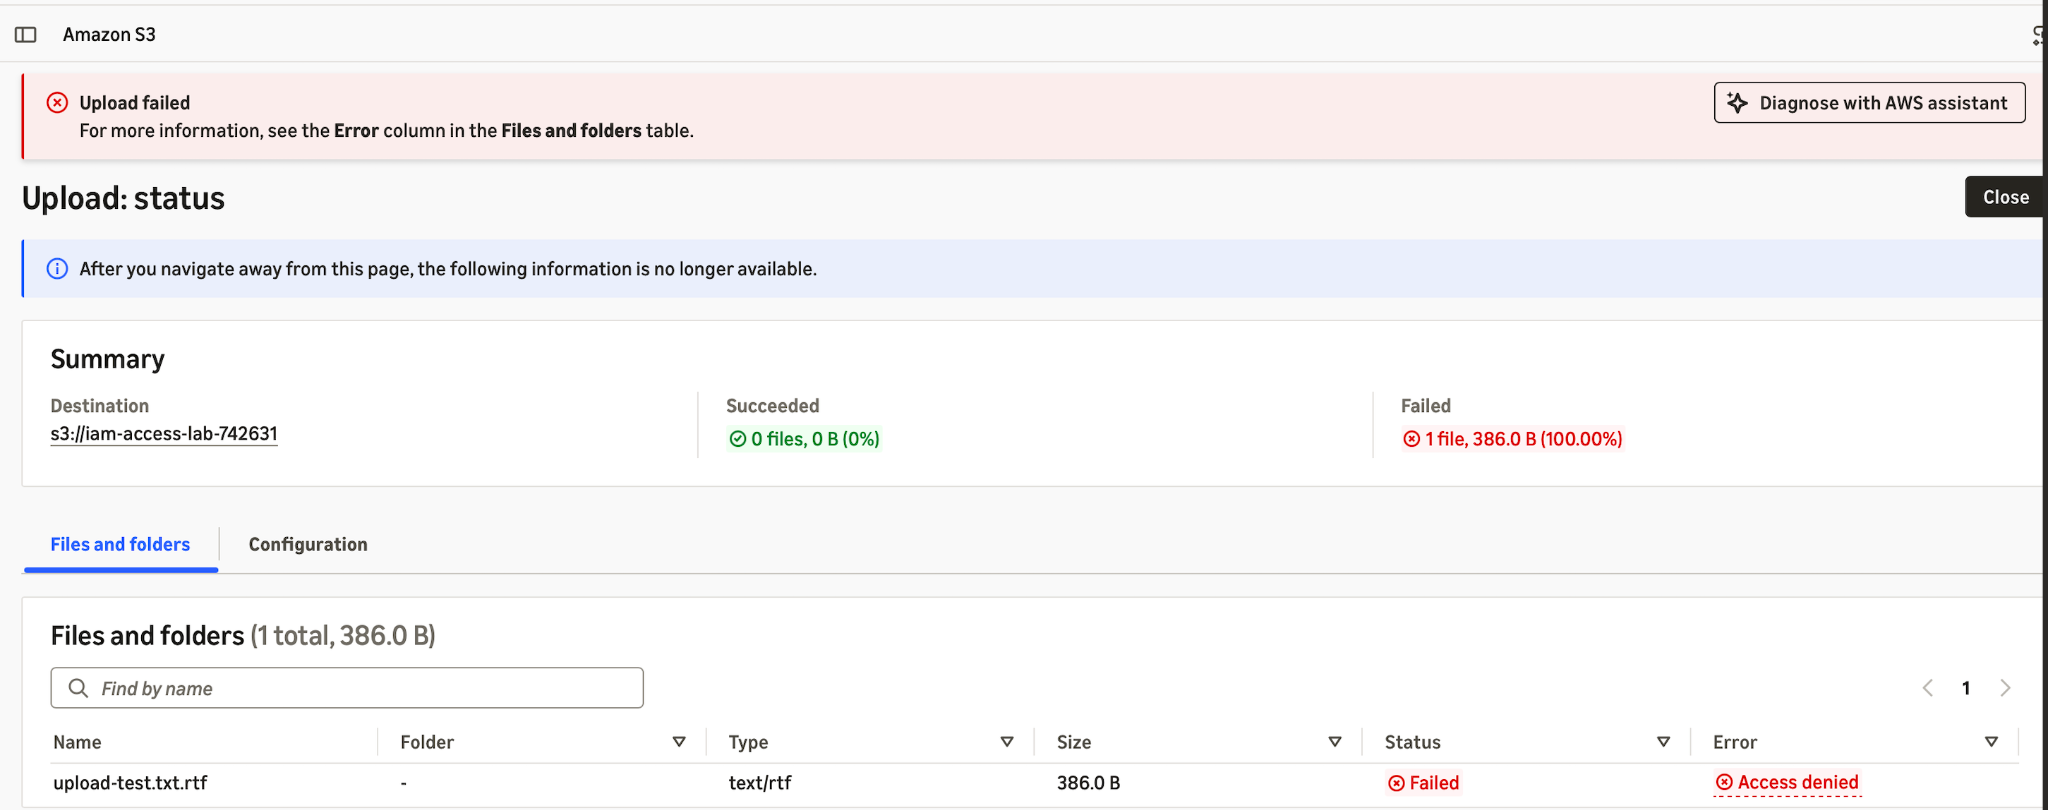 Amazon S3
Upload failed
Diagnose with AWS assistant
For more information, see the Error column in the Files and folders table.
Upload: status
Close
After you navigate away from this page, the following information is no longer available.
Summary
Destination
s3://iam-access-lab-742631
Succeeded
0 files, 0 B (0%)
Failed
1 file, 386.0 B (100.00%)
Files and folders
Configuration
Files and folders (1 total, 386.0 B)
Find by name
1
Name Folder Type Size Status Error
upload-test.txt.rtf - text/rtf 386.0 B Failed Access denied